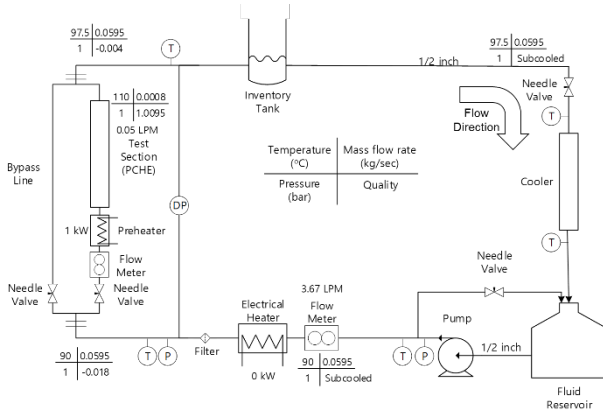 97.5 0.0595
1 -0.004
T
Inventory
Tank
1/2 inch
97.5 0.0595
1 Subcooled
Needle
Valve
T
Flow
Direction
110 0.0008
1 1.0095
0.05 LPM
Test
Section
(PCHE)
Temperature
(°C)
Mass flow rate
(kg/sec)
Pressure
(bar)
Quality
Bypass
Line
Cooler
DP
1 kW
Preheater
T
Flow
Meter
Needle
Valve
Needle
Valve
Needle
Valve
3.67 LPM
Electrical
Heater
Flow
Meter
Pump
T
P
Filter
T
P
1/2 inch
90 0.0595
1 -0.018
0 kW
90 0.0595
1 Subcooled
Fluid
Reservoir